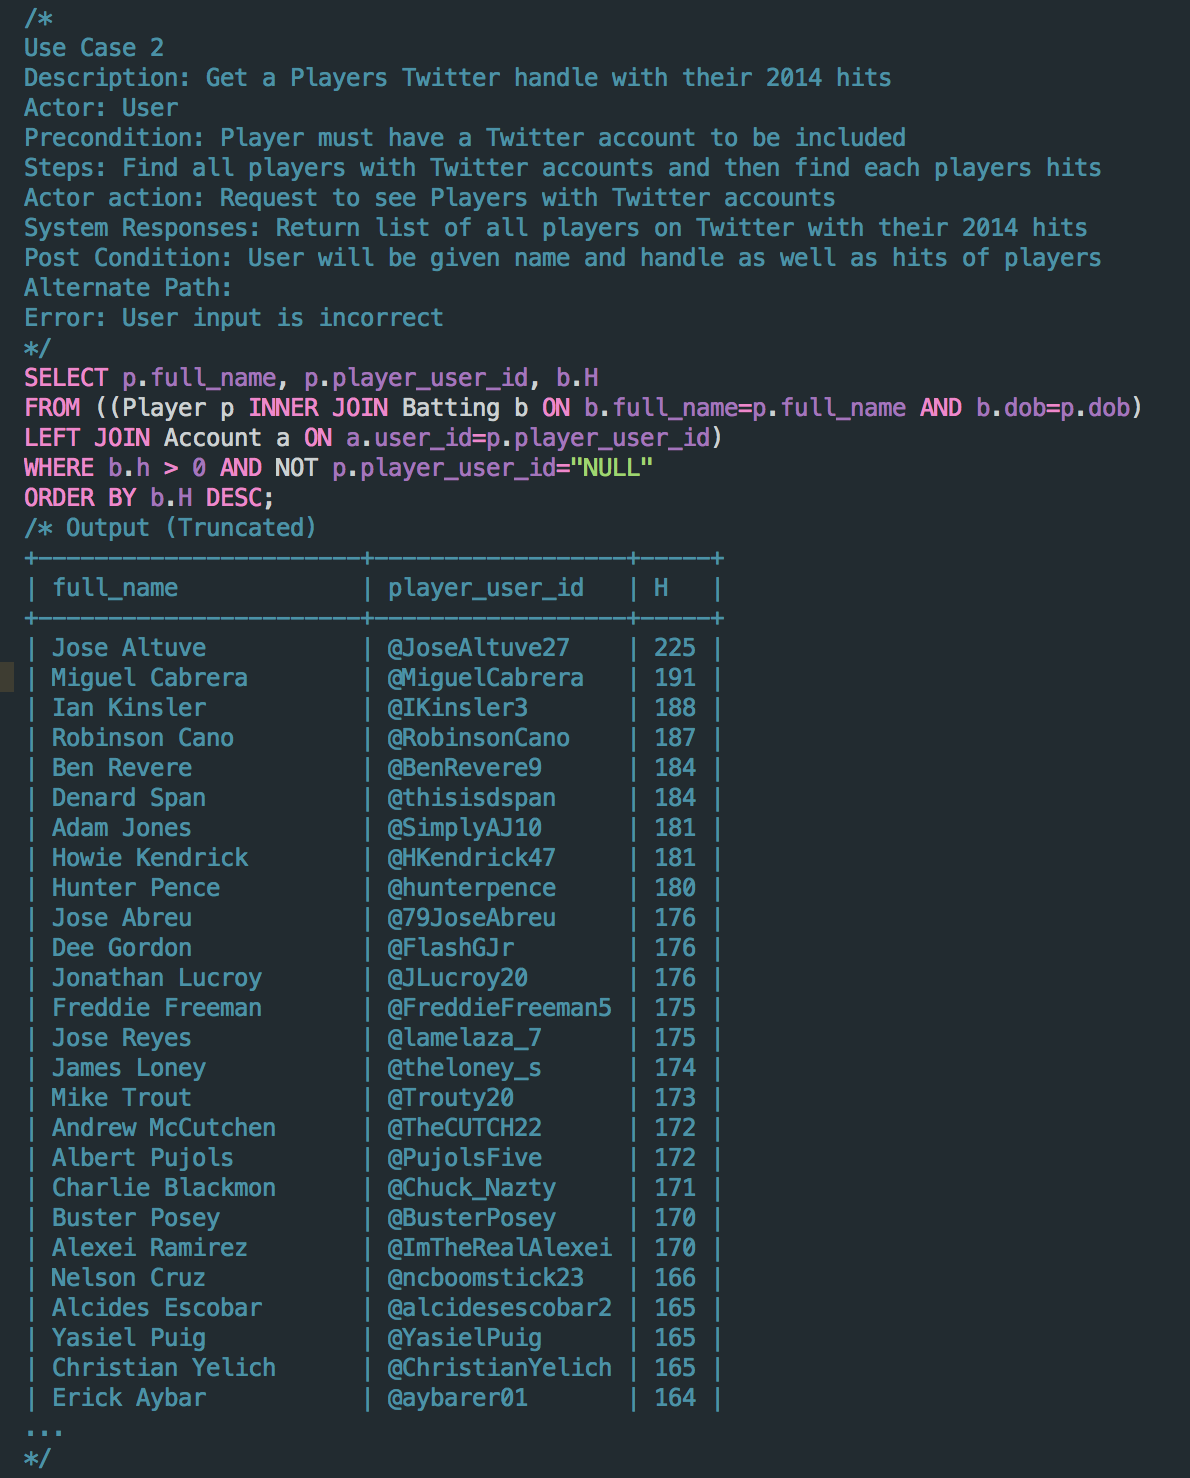 /*
Use Case 2
Description: Get a Players Twitter handle with their 2014 hits
Actor: User
Precondition: Player must have a Twitter account to be included
Steps: Find all players with Twitter accounts and then find each players hits
Actor action: Request to see Players with Twitter accounts
System Responses: Return list of all players on Twitter with their 2014 hits
Post Condition: User will be given name and handle as well as hits of players
Alternate Path:
Error: User input is incorrect
*/
SELECT p.full_name, p.player_user_id, b.H
FROM ((Player p INNER JOIN Batting b ON b.full_name=p.full_name AND b.dob=p.dob)
LEFT JOIN Account a ON a.user_id=p.player_user_id)
WHERE b.h > 0 AND NOT p.player_user_id="NULL"
ORDER BY b.H DESC;
/* Output (Truncated)
+-----------------------+------------------+-----+
| full_name             | player_user_id   | H   |
+-----------------------+------------------+-----+
| Jose Altuve           | @JoseAltuve27    | 225 |
| Miguel Cabrera        | @MiguelCabrera   | 191 |
| Ian Kinsler           | @IKinsler3       | 188 |
| Robinson Cano         | @RobinsonCano    | 187 |
| Ben Revere            | @BenRevere9      | 184 |
| Denard Span           | @thisisdspan     | 184 |
| Adam Jones            | @SimplyAJ10      | 181 |
| Howie Kendrick        | @HKendrick47     | 181 |
| Hunter Pence          | @hunterpence     | 180 |
| Jose Abreu            | @79JoseAbreu     | 176 |
| Dee Gordon            | @FlashGJr        | 176 |
| Jonathan Lucroy       | @JLucroy20       | 176 |
| Freddie Freeman       | @FreddieFreeman5 | 175 |
| Jose Reyes            | @lamelaza_7      | 175 |
| James Loney           | @theloney_s      | 174 |
| Mike Trout            | @Trouty20        | 173 |
| Andrew McCutchen      | @TheCUTCH22      | 172 |
| Albert Pujols         | @PujolsFive      | 172 |
| Charlie Blackmon      | @Chuck_Nazty     | 171 |
| Buster Posey          | @BusterPosey     | 170 |
| Alexei Ramirez        | @ImTheRealAlexei | 170 |
| Nelson Cruz           | @ncboomstick23   | 166 |
| Alcides Escobar       | @alcidesescobar2 | 165 |
| Yasiel Puig           | @YasielPuig      | 165 |
| Christian Yelich      | @ChristianYelich | 165 |
| Erick Aybar           | @aybarer01       | 164 |
...
*/